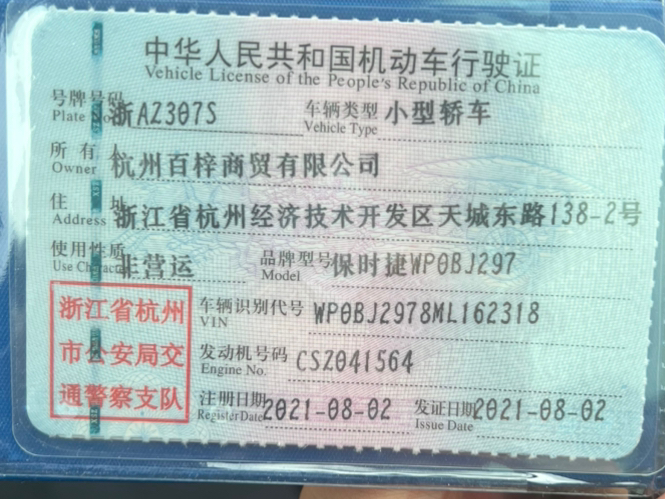 中华人民共和国机动车行驶证
Vehicle License of the People's Republic of China
号牌号码 浙AZ307S 车辆类型 小型轿车
Plate No. Vehicle Type
所有人 杭州百梓商贸有限公司
Owner
住址 浙江省杭州经济技术开发区天城东路138-2号
Address
使用性质 非营运 品牌型号 保时捷WP0BJ297
Use Character Model
浙江省杭州
市公安局交
通警察支队
车辆识别代号 WP0BJ2978ML162318
VIN
发动机号码 CSZ041564
Engine No.
注册日期 2021-08-02 发证日期 2021-08-02
Register Date Issue Date